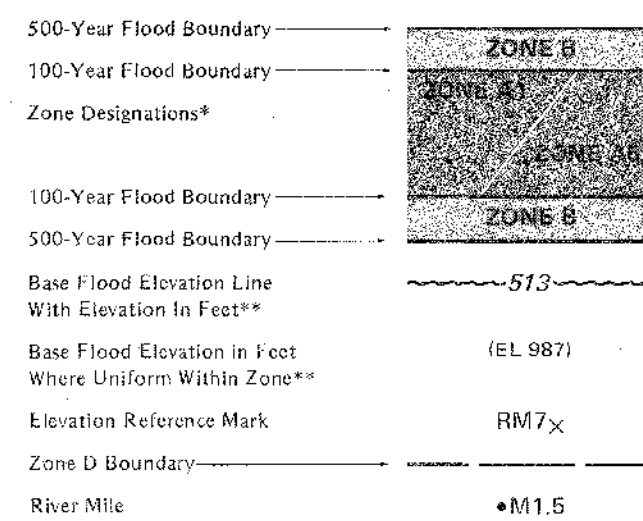 500-Year Flood Boundary
ZONE B
100-Year Flood Boundary
ZONE A1
Zone Designations*
ZONE A5
100-Year Flood Boundary
ZONE B
500-Year Flood Boundary
Base Flood Elevation Line
With Elevation In Feet**
513
Base Flood Elevation in Feet
Where Uniform Within Zone**
(EL 987)
Elevation Reference Mark
RM7×
Zone D Boundary
River Mile
•M1.5